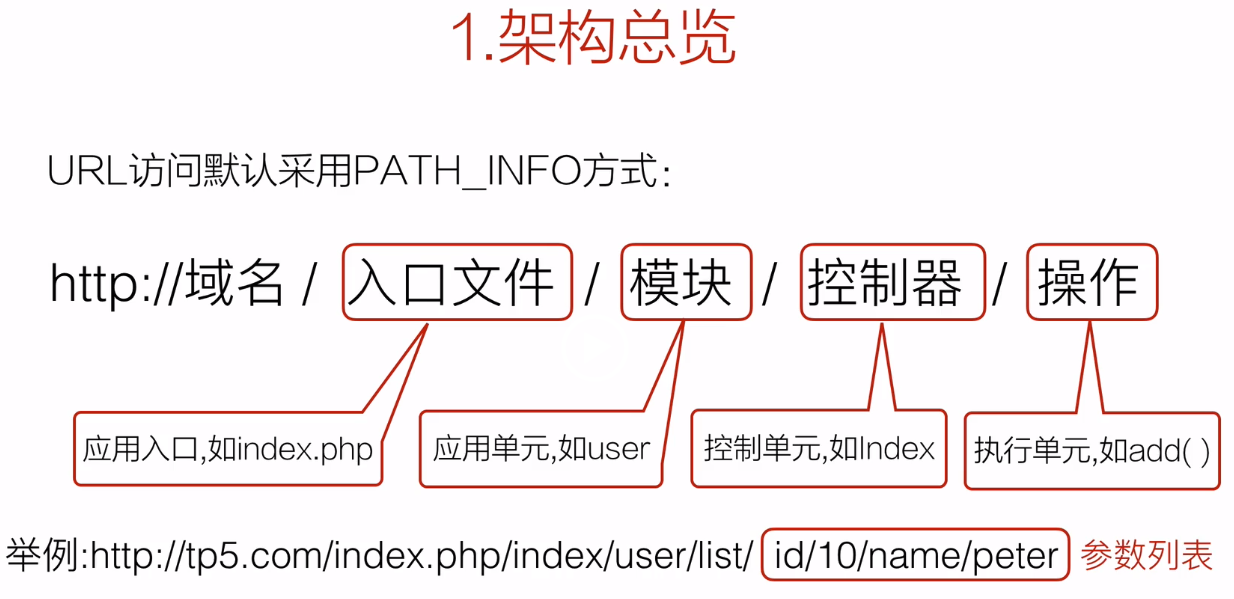 1.架构总览
URL访问默认采用PATH_INFO方式：
http://域名 / 入口文件 / 模块 / 控制器 / 操作
应用入口,如index.php
应用单元,如user
控制单元,如Index
执行单元,如add( )
举例:http://tp5.com/index.php/index/user/list/ id/10/name/peter 参数列表